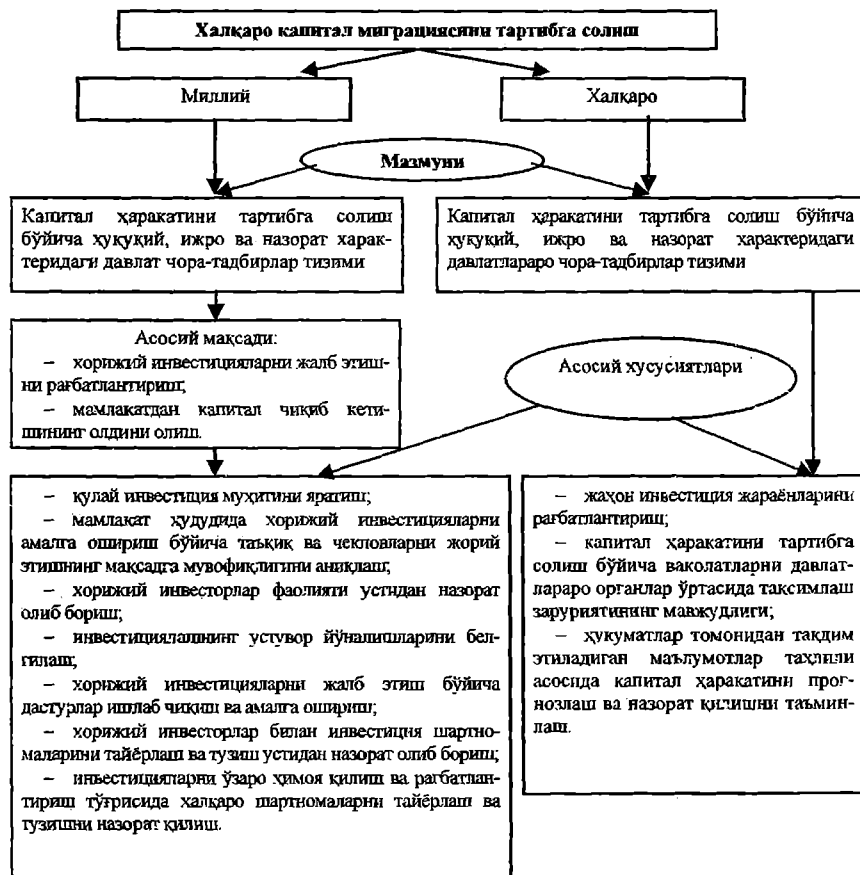 Халқаро капитал миграциясини тартибга солиш
Миллий
Халқаро
Мазмуни
Капитал ҳаракатини тартибга солиш
бўйича ҳуқуқий, ижро ва назорат харак-
теридаги давлат чора-тадбирлар тизими
Капитал ҳаракатини тартибга солиш бўйича
ҳуқуқий, ижро ва назорат характеридаги
давлатлараро чора-тадбирлар тизими
Асосий мақсади:
– хорижий инвестицияларни жалб этиш-
ни рағбатлантириш;
– мамлакатдан капитал чиқиб кети-
шининг олдини олиш.
Асосий хусусиятлари
– қулай инвестиция муҳитини яратиш;
– мамлакат ҳудудида хорижий инвестицияларни
амалга ошириш бўйича таъқиқ ва чекловларни жорий
этишнинг мақсадга мувофиқлигини аниқлаш;
– хорижий инвесторлар фаолияти устидан назорат
олиб бориш;
– инвестициялашнинг устувор йўналишларини бел-
гилаш;
– хорижий инвестицияларни жалб этиш бўйича
дастурлар ишлаб чиқиш ва амалга ошириш;
– хорижий инвесторлар билан инвестиция шартно-
маларини тайёрлаш ва тузиш устидан назорат олиб бориш;
– инвестицияларни ўзаро ҳимоя қилиш ва рағбатлан-
тириш тўғрисида халқаро шартномаларни тайёрлаш ва
тузишни назорат қилиш.
– жаҳон инвестиция жараёнларини
рағбатлантириш;
– капитал ҳаракатини тартибга
солиш бўйича ваколатларни давлат-
лараро органлар ўртасида тақсимлаш
заруриятининг мавжудлиги;
– ҳукуматлар томонидан тақдим
этиладиган маълумотлар таҳлили
асосида капитал ҳаракатини прог-
нозлаш ва назорат қилишни таъмин-
лаш.